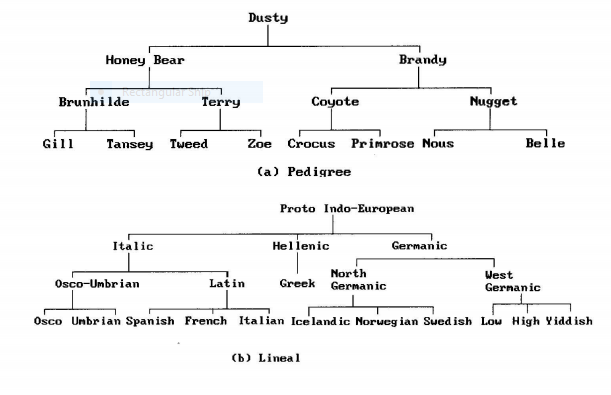 Dusty
Honey Bear Brandy
Brunhilde Terry Coyote Nugget
Gill Tansey Tweed Zoe Crocus Primrose Nous Belle
(a) Pedigree
Proto Indo-European
Italic Hellenic Germanic
Osco-Umbrian Latin Greek North Germanic West Germanic
Osco Umbrian Spanish French Italian Icelandic Norwegian Swedish Low High Yiddish
(b) Lineal